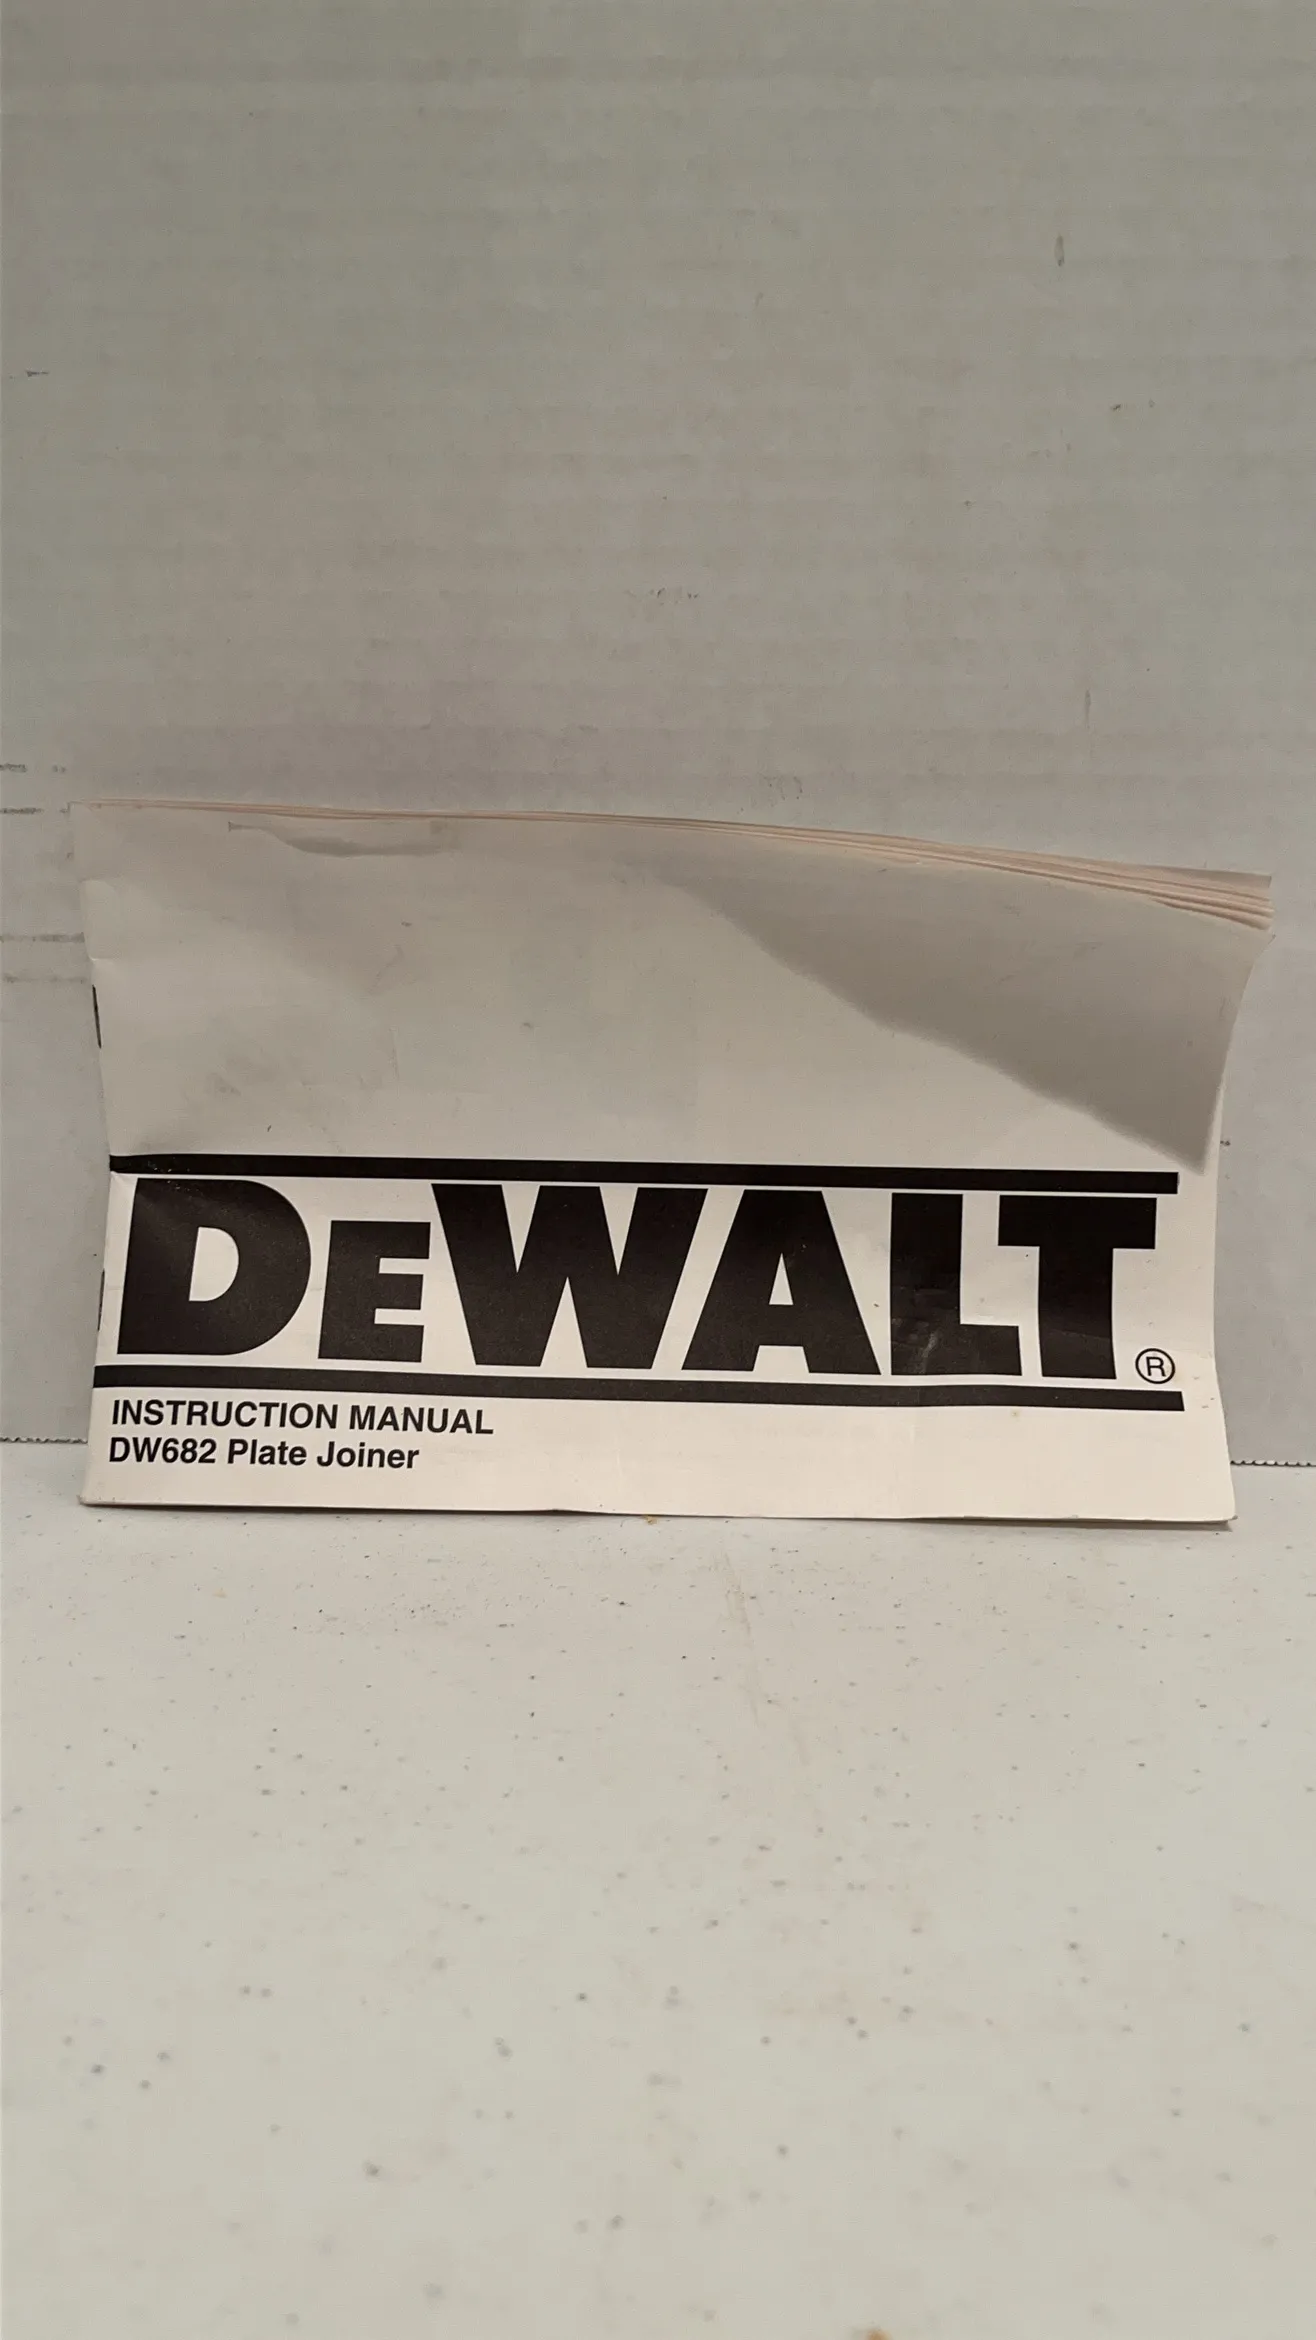 DEWALT®
INSTRUCTION MANUAL
DW682 Plate Joiner